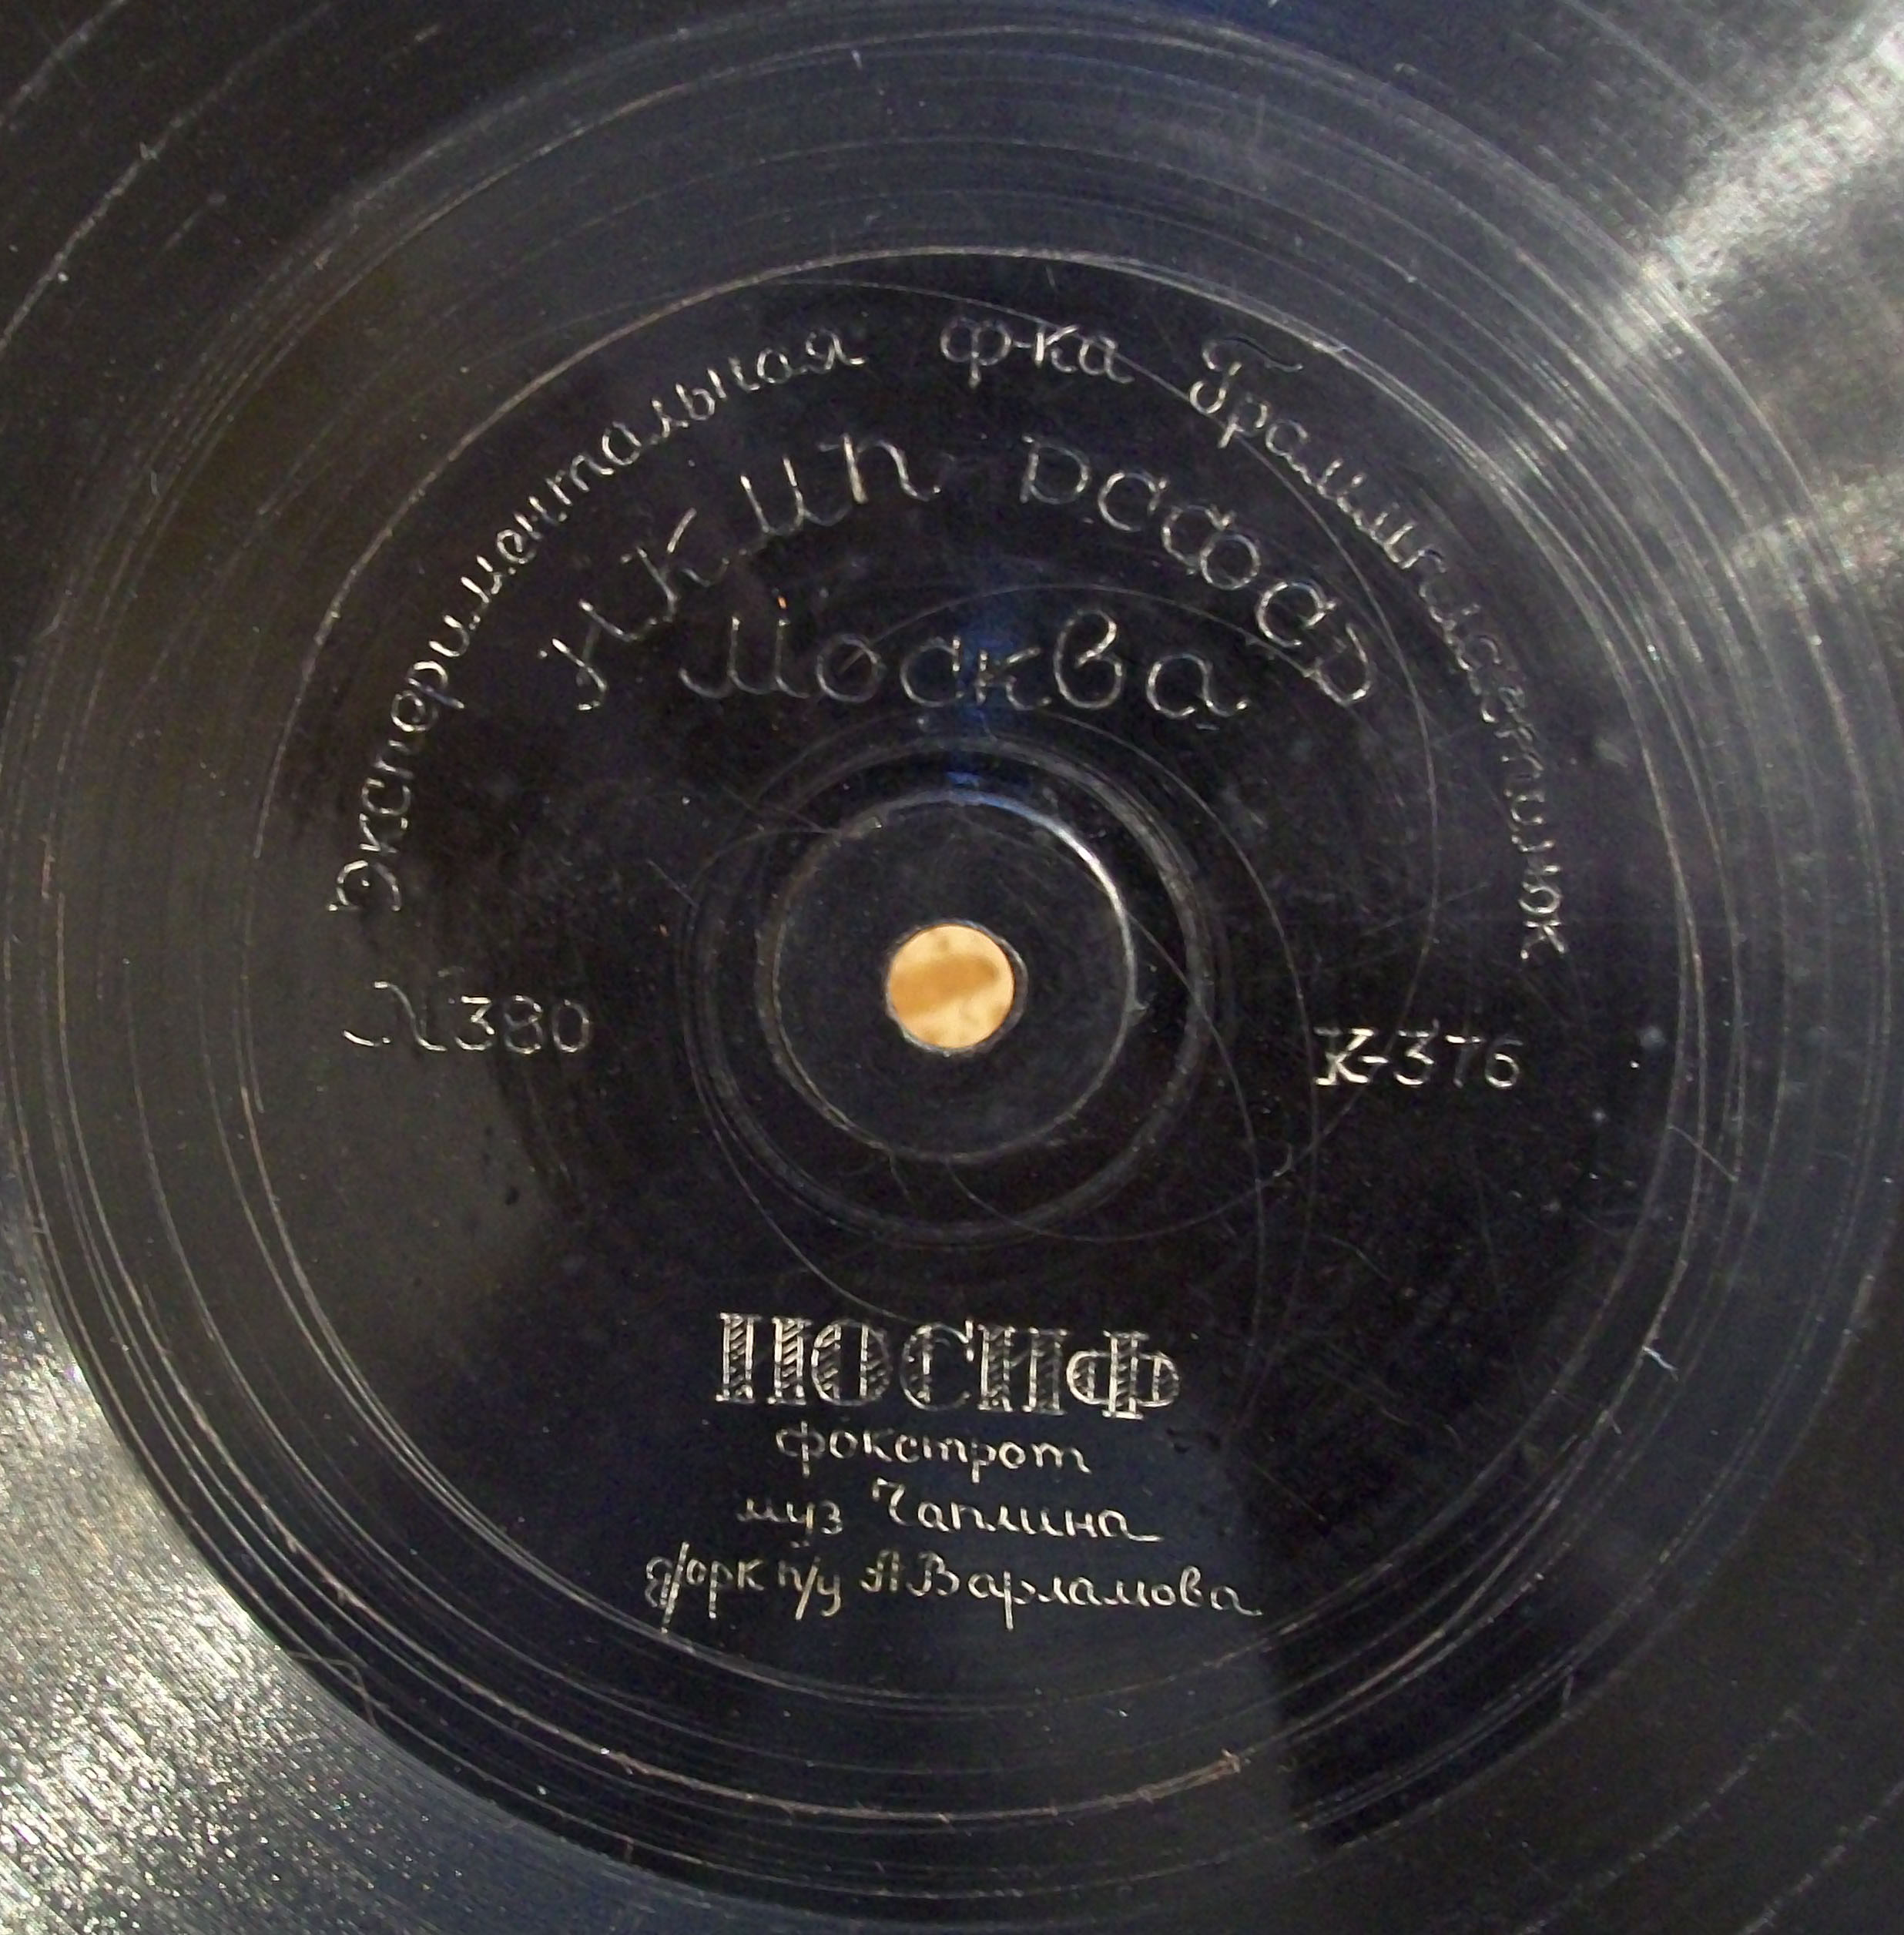 Экспериментальная ф-ка Граммпластинок
НКМП РСФСР
Москва
№380
К-376
ИОСИФ
фокстрот
муз Чаплина
д/орк п/у А Варламова